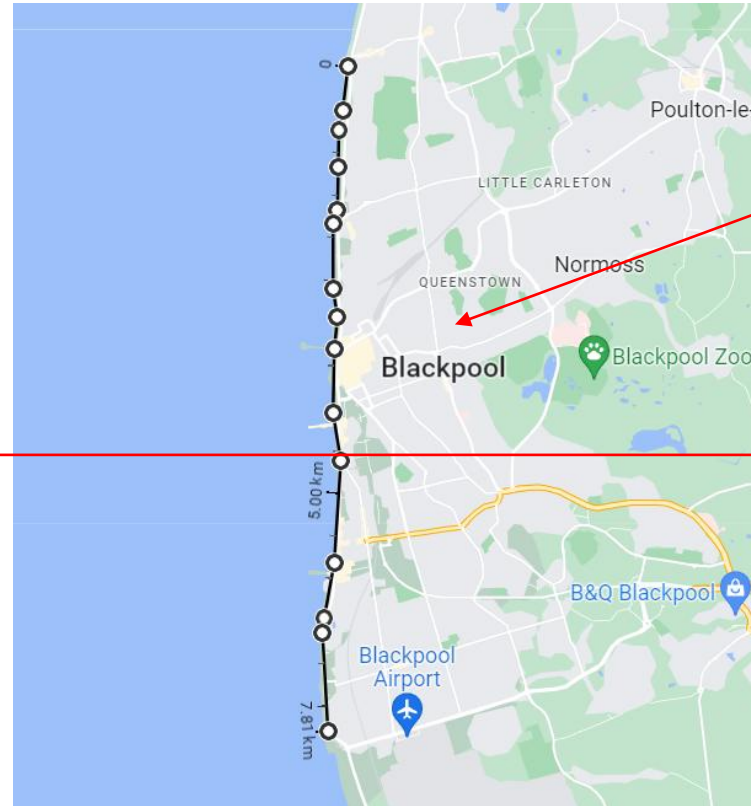 0
Poulton-le-
LITTLE CARLETON
Normoss
QUEENSTOWN
Blackpool Zoo
Blackpool
5.00 km
B&Q Blackpool
Blackpool
Airport
7.81 km